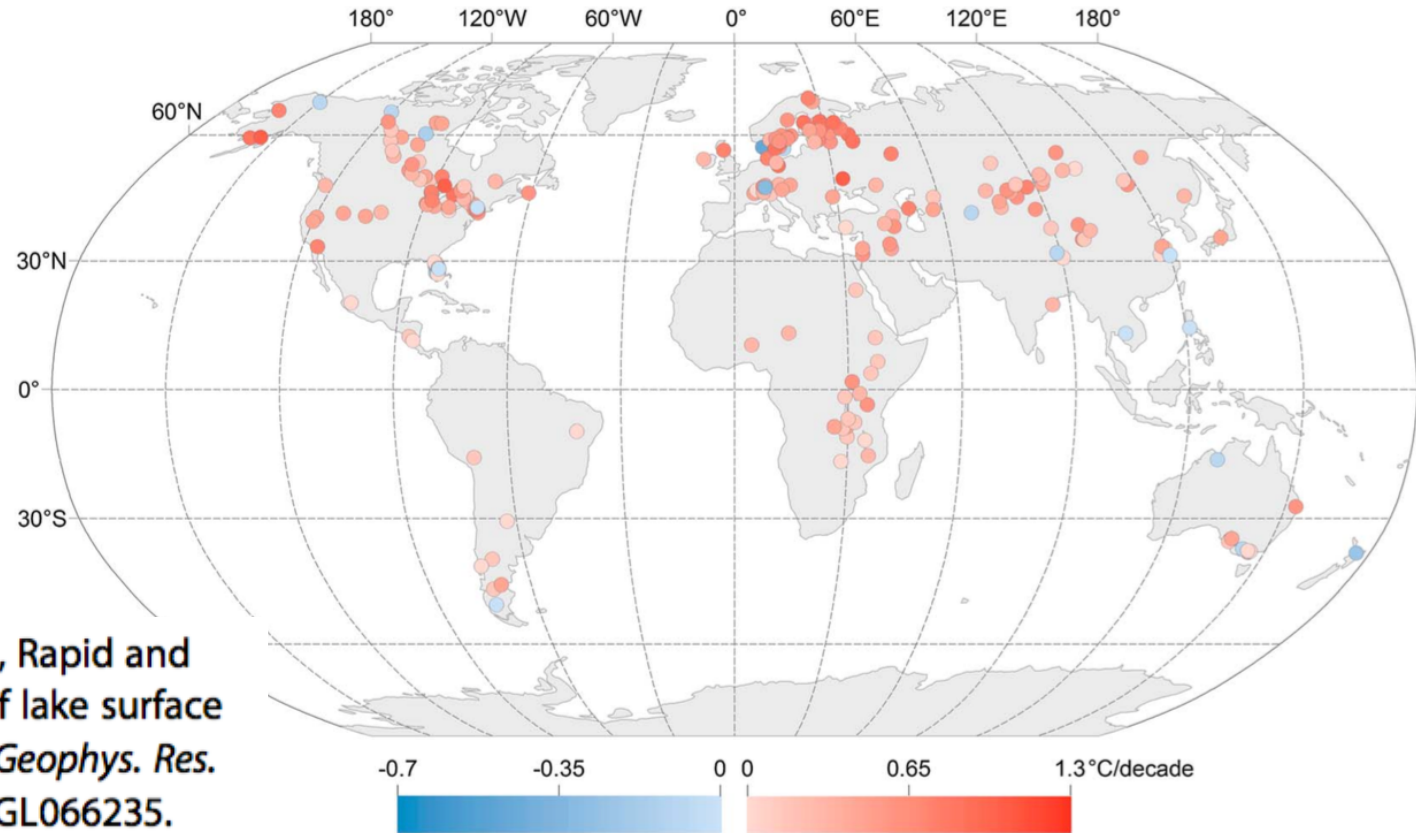 180° 120°W 60°W 0° 60°E 120°E 180°
60°N
30°N
0°
30°S
, Rapid and
f lake surface
Geophys. Res.
GL066235.
-0.7 -0.35 0 0 0.65 1.3°C/decade